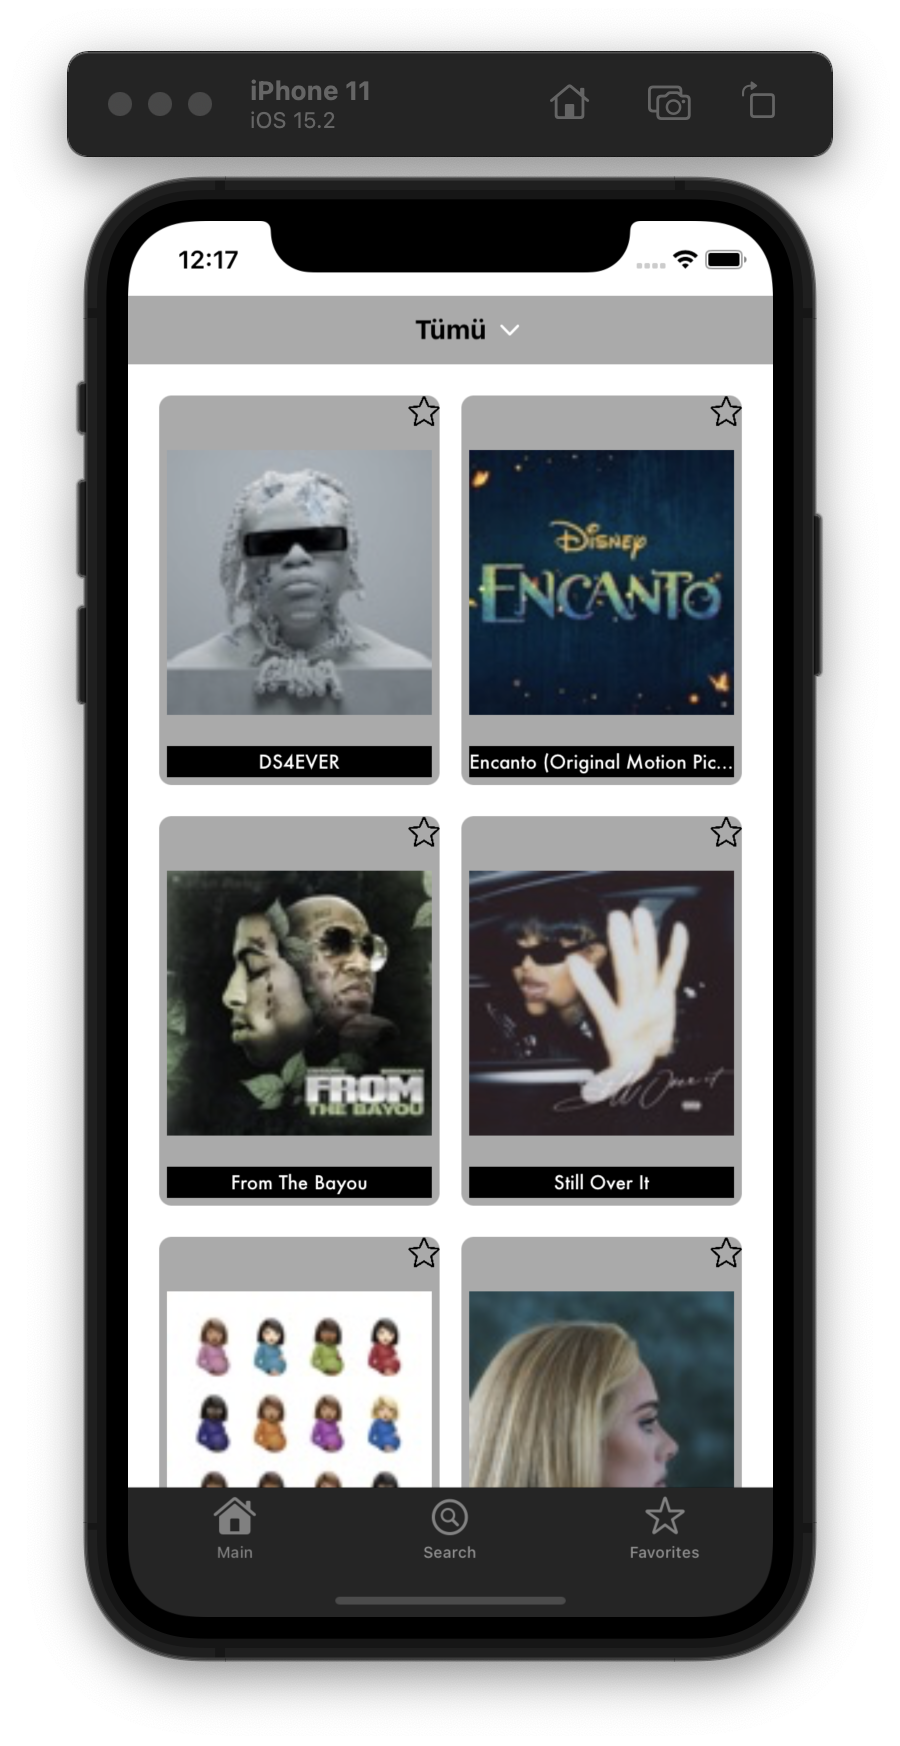 iPhone 11
iOS 15.2
12:17
Tümü
DISNEY
ENCANTO
DS4EVER
Encanto (Original Motion Pic...
FROM
THE BAYOU
Still Over it
From The Bayou
Still Over It
Main
Search
Favorites